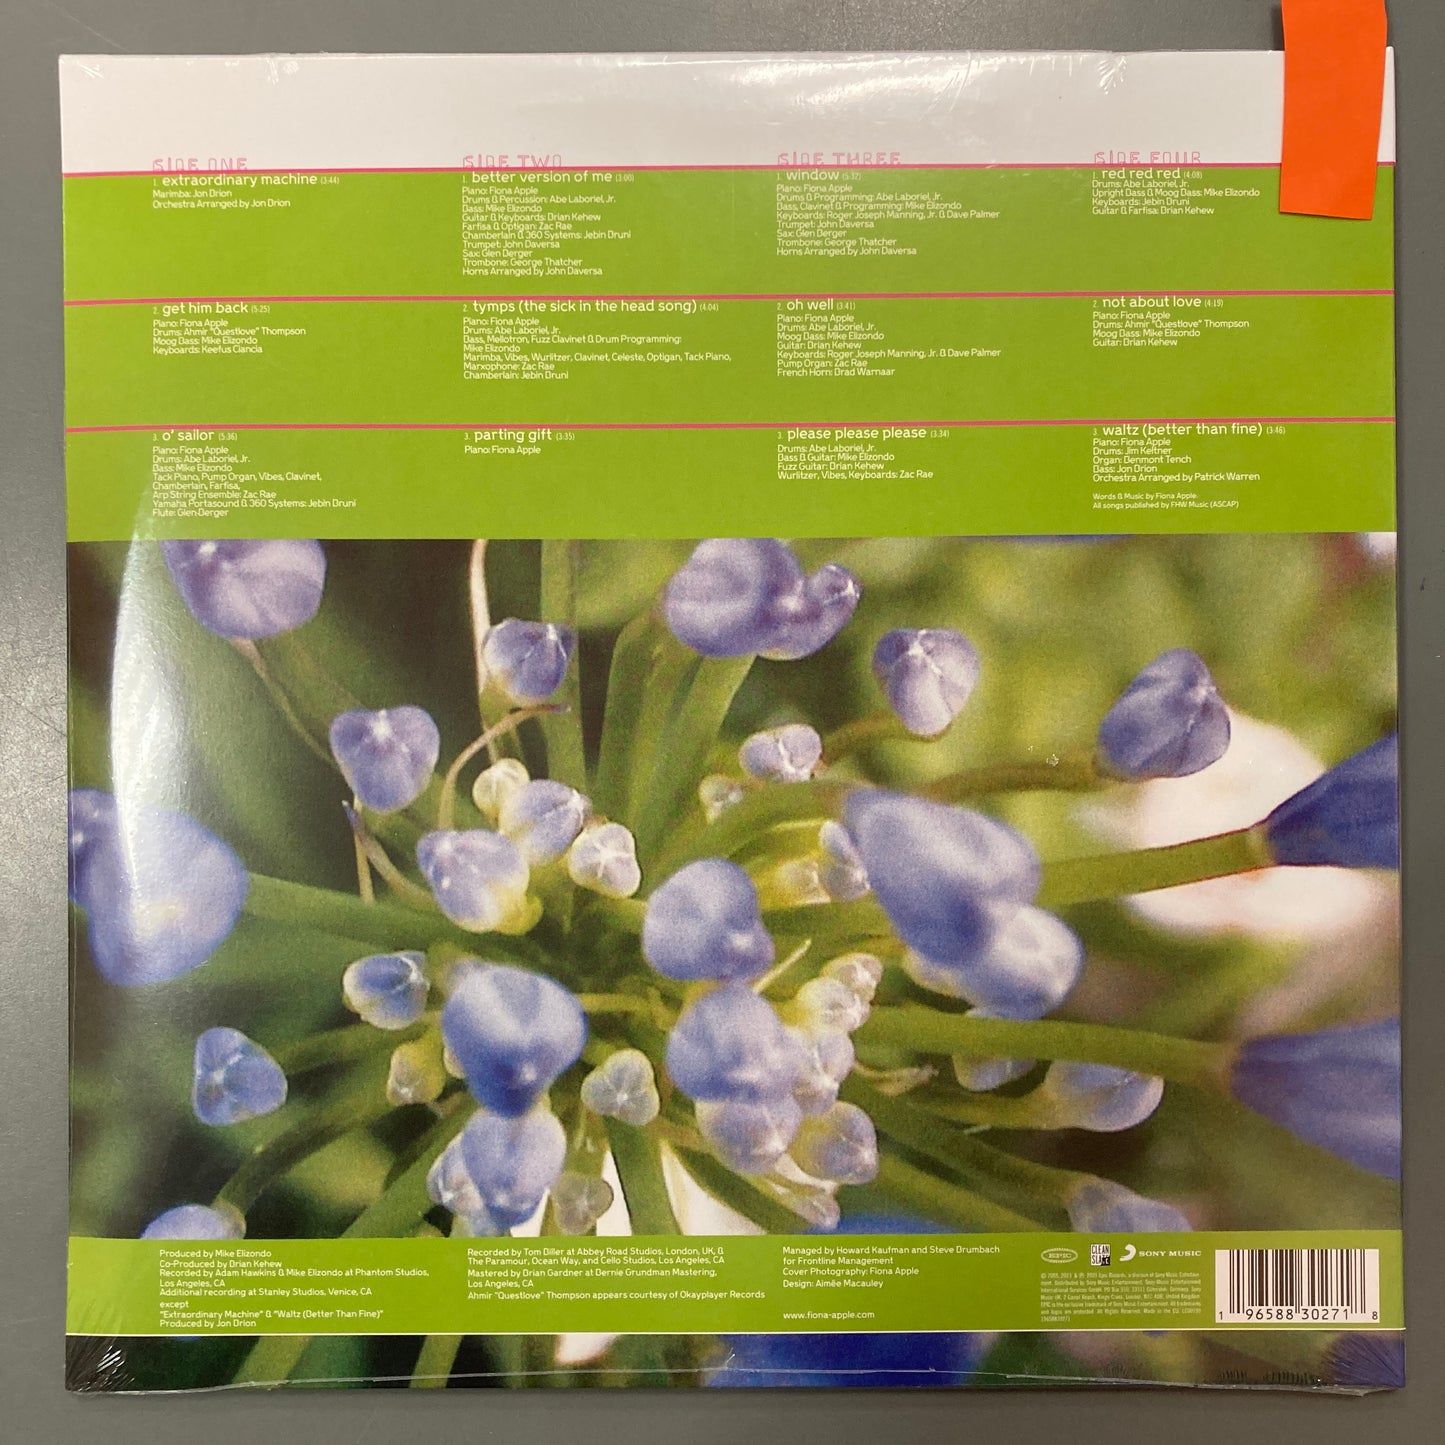 SIDE ONE
1. extraordinary machine (3:44)
Marimba: Jon Brion
Orchestra Arranged by Jon Brion
2. get him back (5:25)
Piano: Fiona Apple
Drums: Ahmir "Questlove" Thompson
Moog Bass: Mike Elizondo
Keyboards: Keefus Ciancia
3. o' sailor (5:36)
Piano: Fiona Apple
Drums: Abe Laboriel, Jr.
Bass: Mike Elizondo
Tack Piano, Pump Organ, Vibes, Clavinet,
Chamberlain, Farfisa,
Arp String Ensemble: Zac Rae
Yamaha Portasound & 360 Systems: Jebin Bruni
Flute: Glen Berger
SIDE TWO
1. better version of me (3:00)
Piano: Fiona Apple
Drums & Percussion: Abe Laboriel, Jr.
Bass: Mike Elizondo
Guitar & Keyboards: Brian Kehew
Farfisa & Optigan: Zac Rae
Chamberlain & 360 Systems: Jebin Bruni
Trumpet: John Daversa
Sax: Glen Berger
Trombone: George Thatcher
Horns Arranged by John Daversa
2. tymps (the sick in the head song) (4:04)
Piano: Fiona Apple
Drums: Abe Laboriel, Jr.
Bass, Mellotron, Fuzz Clavinet & Drum Programming:
Mike Elizondo
Marimba, Vibes, Wurlitzer, Clavinet, Celeste, Optigan, Tack Piano,
Marxophone: Zac Rae
Chamberlain: Jebin Bruni
3. parting gift (3:35)
Piano: Fiona Apple
SIDE THREE
1. window (5:32)
Piano: Fiona Apple
Drums & Programming: Abe Laboriel, Jr.
Bass, Clavinet & Programming: Mike Elizondo
Keyboards: Roger Joseph Manning, Jr. & Dave Palmer
Trumpet: John Daversa
Sax: Glen Berger
Trombone: George Thatcher
Horns Arranged by John Daversa
2. oh well (3:41)
Piano: Fiona Apple
Drums: Abe Laboriel, Jr.
Moog Bass: Mike Elizondo
Guitar: Brian Kehew
Keyboards: Roger Joseph Manning, Jr. & Dave Palmer
Pump Organ: Zac Rae
French Horn: Brad Warnaar
3. please please please (3:34)
Drums: Abe Laboriel, Jr.
Bass & Guitar: Mike Elizondo
Fuzz Guitar: Brian Kehew
Wurlitzer, Vibes, Keyboards: Zac Rae
SIDE FOUR
1. red red red (4:08)
Drums: Abe Laboriel, Jr.
Upright Bass & Moog Bass: Mike Elizondo
Keyboards: Jebin Bruni
Guitar & Farfisa: Brian Kehew
2. not about love (4:19)
Piano: Fiona Apple
Drums: Ahmir "Questlove" Thompson
Moog Bass: Mike Elizondo
Guitar: Brian Kehew
3. waltz (better than fine) (3:46)
Piano: Fiona Apple
Drums: Jim Keltner
Organ: Benmont Tench
Bass: Jon Brion
Orchestra Arranged by Patrick Warren
Words & Music by Fiona Apple.
All songs published by FHW Music (ASCAP)
Produced by Mike Elizondo
Co-Produced by Brian Kehew
Recorded by Adam Hawkins & Mike Elizondo at Phantom Studios,
Los Angeles, CA
Additional recording at Stanley Studios, Venice, CA
except
"Extraordinary Machine" & "Waltz (Better Than Fine)"
Produced by Jon Brion
Recorded by Tom Biller at Abbey Road Studios, London, UK, &
The Paramour, Ocean Way, and Cello Studios, Los Angeles, CA
Mastered by Brian Gardner at Bernie Grundman Mastering,
Los Angeles, CA
Ahmir "Questlove" Thompson appears courtesy of Okayplayer Records
Managed by Howard Kaufman and Steve Brumbach
for Frontline Management
Cover Photography: Fiona Apple
Design: Aimée Macauley
www.fiona-apple.com
EPIC
CLEAN
SLATE
SONY MUSIC
1 96588 30271 8